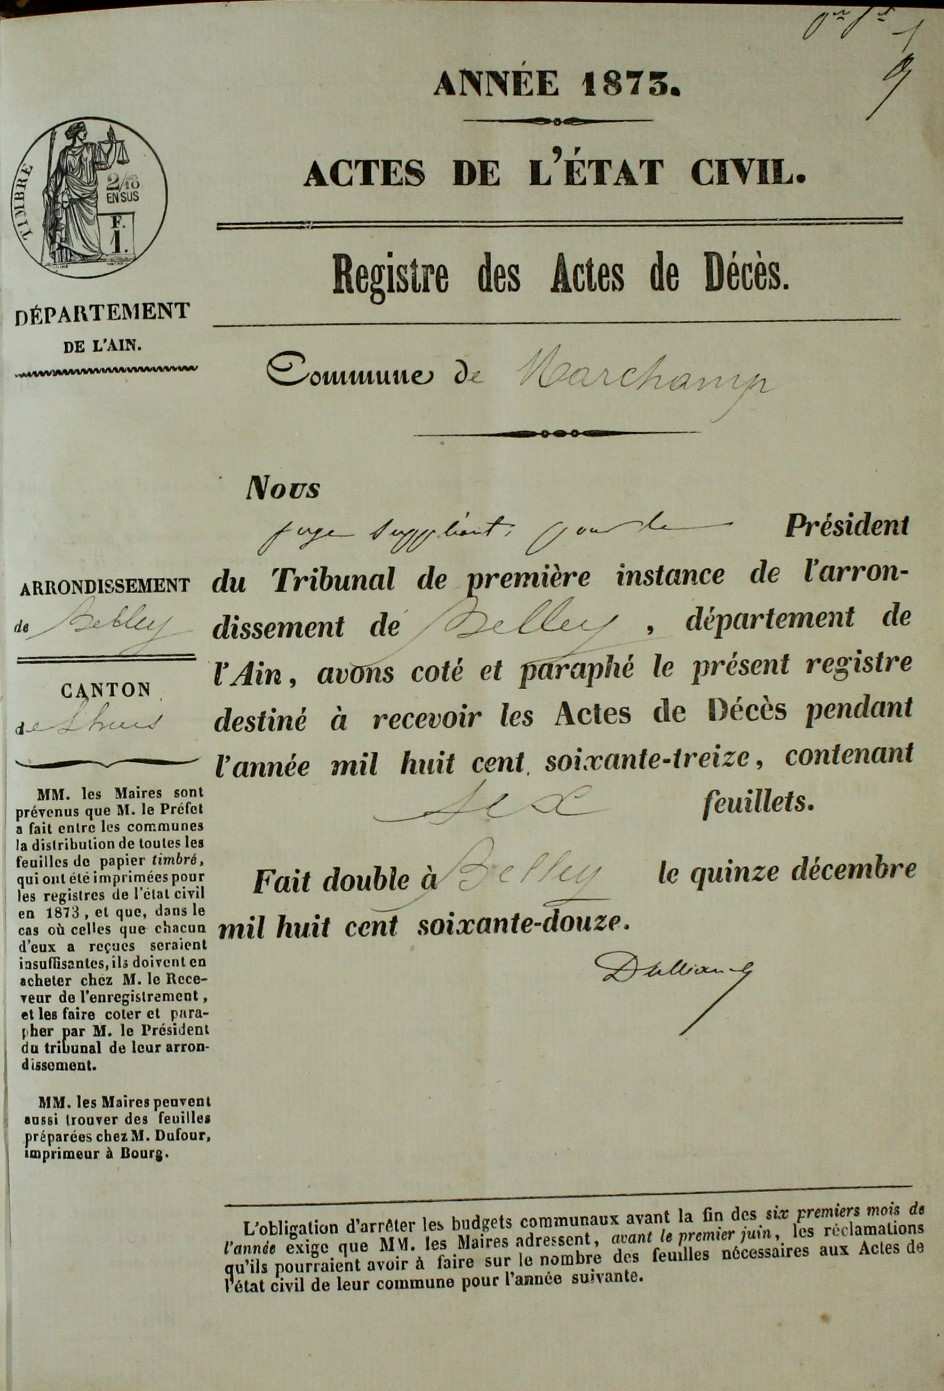 ANNÉE 1873.
ACTES DE L'ÉTAT CIVIL.
Registre des Actes de Décès.
TIMBRE
2/10
EN SUS
F.
1.
DÉPARTEMENT
DE L'AIN.
Commune de Marchamp
Nous
juge suppléant, pour le Président
du Tribunal de première instance de l'arron-
dissement de Belley, département de
l'Ain, avons coté et paraphé le présent registre
destiné à recevoir les Actes de Décès pendant
l'année mil huit cent soixante-treize, contenant
six feuillets.
Fait double à Belley le quinze décembre
mil huit cent soixante-douze.
ARRONDISSEMENT
de Belley
CANTON
de Lhuis
MM. les Maires sont
prévenus que M. le Préfet
a fait entre les communes
la distribution de toutes les
feuilles de papier timbré,
qui ont été imprimées pour
les registres de l'état civil
en 1873, et que, dans le
cas où celles que chacun
d'eux a reçues seraient
insuffisantes, ils doivent en
acheter chez M. le Rece-
veur de l'enregistrement,
et les faire coter et para-
pher par M. le Président
du tribunal de leur arron-
dissement.
MM. les Maires peuvent
aussi trouver des feuilles
préparées chez M. Dufour,
imprimeur à Bourg.
L'obligation d'arrêter les budgets communaux avant la fin des six premiers mois de
l'année exige que MM. les Maires adressent, avant le premier juin, les réclamations
qu'ils pourraient avoir à faire sur le nombre des feuilles nécessaires aux Actes de
l'état civil de leur commune pour l'année suivante.